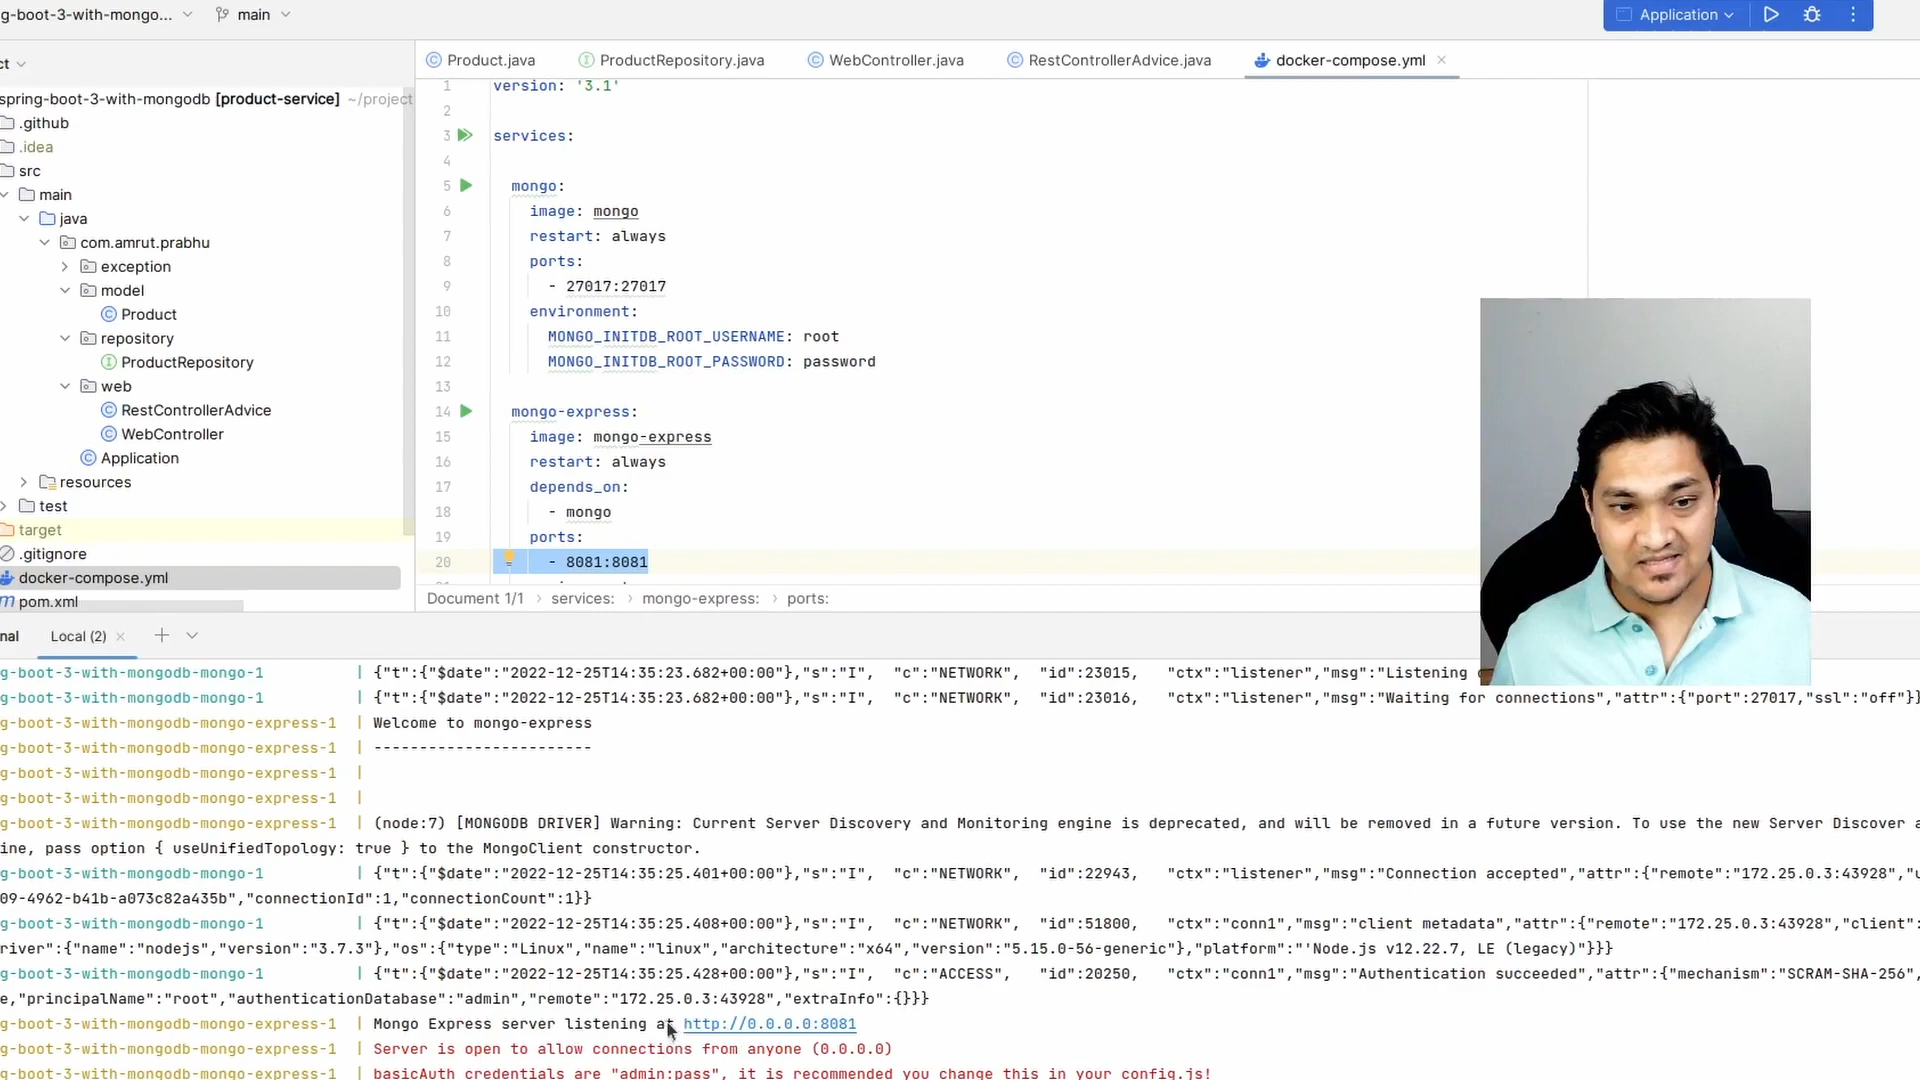 g-boot-3-with-mongo...
main
Application
Product.java
ProductRepository.java
WebController.java
RestControllerAdvice.java
docker-compose.yml
ct
spring-boot-3-with-mongodb [product-service] ~/project
.github
.idea
src
main
java
com.amrut.prabhu
exception
model
Product
repository
ProductRepository
web
RestControllerAdvice
WebController
Application
resources
test
target
.gitignore
docker-compose.yml
pom.xml
1 version: '3.1'
2
3 services:
4
5 mongo:
6 image: mongo
7 restart: always
8 ports:
9 - 27017:27017
10 environment:
11 MONGO_INITDB_ROOT_USERNAME: root
12 MONGO_INITDB_ROOT_PASSWORD: password
13
14 mongo-express:
15 image: mongo-express
16 restart: always
17 depends_on:
18 - mongo
19 ports:
20 - 8081:8081
Document 1/1 › services: › mongo-express: › ports:
nal
Local (2)
g-boot-3-with-mongodb-mongo-1 | {"t":{"$date":"2022-12-25T14:35:23.682+00:00"},"s":"I", "c":"NETWORK", "id":23015, "ctx":"listener","msg":"Listening
g-boot-3-with-mongodb-mongo-1 | {"t":{"$date":"2022-12-25T14:35:23.682+00:00"},"s":"I", "c":"NETWORK", "id":23016, "ctx":"listener","msg":"Waiting for connections","attr":{"port":27017,"ssl":"off"}}
g-boot-3-with-mongodb-mongo-express-1 | Welcome to mongo-express
g-boot-3-with-mongodb-mongo-express-1 | ------------------------
g-boot-3-with-mongodb-mongo-express-1 |
g-boot-3-with-mongodb-mongo-express-1 |
g-boot-3-with-mongodb-mongo-express-1 | (node:7) [MONGODB DRIVER] Warning: Current Server Discovery and Monitoring engine is deprecated, and will be removed in a future version. To use the new Server Discover a
ine, pass option { useUnifiedTopology: true } to the MongoClient constructor.
g-boot-3-with-mongodb-mongo-1 | {"t":{"$date":"2022-12-25T14:35:25.401+00:00"},"s":"I", "c":"NETWORK", "id":22943, "ctx":"listener","msg":"Connection accepted","attr":{"remote":"172.25.0.3:43928","u
09-4962-b41b-a073c82a435b","connectionId":1,"connectionCount":1}}
g-boot-3-with-mongodb-mongo-1 | {"t":{"$date":"2022-12-25T14:35:25.408+00:00"},"s":"I", "c":"NETWORK", "id":51800, "ctx":"conn1","msg":"client metadata","attr":{"remote":"172.25.0.3:43928","client":
river":{"name":"nodejs","version":"3.7.3"},"os":{"type":"Linux","name":"linux","architecture":"x64","version":"5.15.0-56-generic"},"platform":"'Node.js v12.22.7, LE (legacy)"}}}
g-boot-3-with-mongodb-mongo-1 | {"t":{"$date":"2022-12-25T14:35:25.428+00:00"},"s":"I", "c":"ACCESS", "id":20250, "ctx":"conn1","msg":"Authentication succeeded","attr":{"mechanism":"SCRAM-SHA-256",
e,"principalName":"root","authenticationDatabase":"admin","remote":"172.25.0.3:43928","extraInfo":{}}}
g-boot-3-with-mongodb-mongo-express-1 | Mongo Express server listening at http://0.0.0.0:8081
g-boot-3-with-mongodb-mongo-express-1 | Server is open to allow connections from anyone (0.0.0.0)
g-boot-3-with-mongodb-mongo-express-1 | basicAuth credentials are "admin:pass", it is recommended you change this in your config.js!